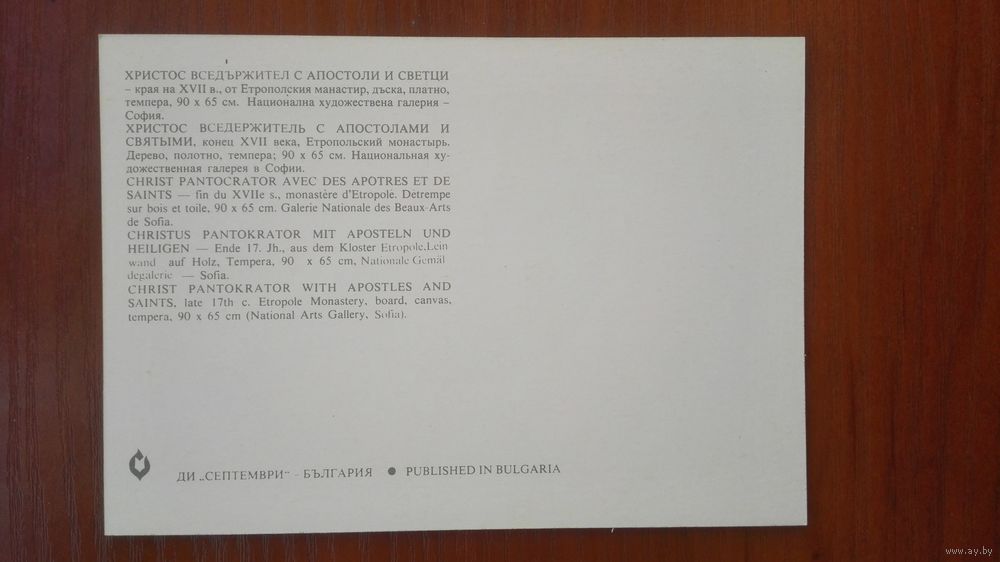 ХРИСТОС ВСЕДЪРЖИТЕЛ С АПОСТОЛИ И СВЕТЦИ
– края на XVII в., от Етрополския манастир, дъска, платно,
темпера, 90 x 65 см. Национална художествена галерия –
София.
ХРИСТОС ВСЕДЕРЖИТЕЛЬ С АПОСТОЛАМИ И
СВЯТЫМИ, конец XVII века, Етропольский монастырь.
Дерево, полотно, темпера; 90 x 65 см. Национальная ху-
дожественная галерея в Софии.
CHRIST PANTOCRATOR AVEC DES APOTRES ET DE
SAINTS — fin du XVIIe s., monastère d'Etropole. Detrempe
sur bois et toile, 90 x 65 cm. Galerie Nationale des Beaux-Arts
de Sofia.
CHRISTUS PANTOKRATOR MIT APOSTELN UND
HEILIGEN — Ende 17. Jh., aus dem Kloster Etropole,Lein
wand auf Holz, Tempera, 90 x 65 cm, Nationale Gemäl
degalerie — Sofia.
CHRIST PANTOKRATOR WITH APOSTLES AND
SAINTS, late 17th c. Etropole Monastery, board, canvas,
tempera, 90 x 65 cm (National Arts Gallery, Sofia).
ДИ „СЕПТЕМВРИ“ - БЪЛГАРИЯ ● PUBLISHED IN BULGARIA
www.ay.by